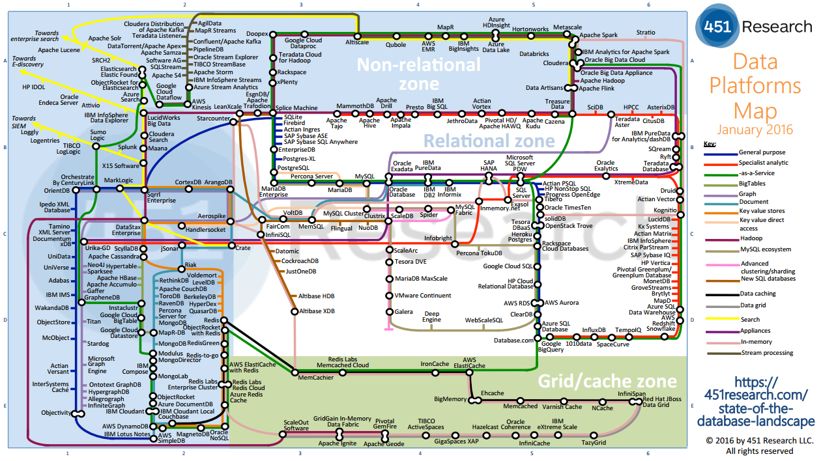 1
2
3
4
5
6
451 Research
Data
Platforms
Map
January 2016
Key:
General purpose
Specialist analytic
-as-a-Service
BigTables
Graph
Document
Key value stores
Key value direct
access
Hadoop
MySQL ecosystem
Advanced
clustering/sharding
New SQL databases
Data caching
Data grid
Search
Appliances
In-memory
Stream processing
https://
451research.com/
state-of-the-
database-landscape
© 2016 by 451 Research LLC.
All rights reserved
Non-relational
zone
Relational zone
Grid/cache zone
Towards
enterprise search
Towards
E-discovery
Towards
SIEM
Cloudera Distribution
of Apache Kafka
Teradata Listener
Apache Solr
Apache Lucene
DataTorrent/Apache Apex
Apache Samza
Software AG
SRCH2
SQLStream
Elasticsearch
Elastic Found
Apache S4
ObjectRocket for
Elasticsearch
Azure
Search
Google Cloud
Dataflow
HP IDOL
Oracle
Endeca Server
Attivio
InfoSphere
Data Explorer
Loggly
Logentries
Sumo
Logic
TIBCO
LogLogic
Splunk
AgilData
MapR Streams
Confluent/Apache Kafka
PipelineDB
Oracle Stream Explorer
TIBCO StreamBase
Apache Storm
IBM InfoSphere Streams
Azure Stream Analytics
AWS
Kinesis
LeanXcale
EsgnDB/
Apache
Trafodion
Splice Machine
Starcounter
LucidWorks
Big Data
Cloudera
Search
Maana
X15 Software
Doopex
Google Cloud
Dataproc
Teradata Cloud
for Hadoop
Rackspace
xPlenty
Altiscale
Qubole
MapR
AWS
EMR
IBM
BigInsights
Azure
HDInsight
Azure
Data Lake
Hortonworks
Metascale
Databricks
Cloudera
Data Artisans
Treasure
Data
Apache Spark
Stratio
IBM Analytics for Apache Spark
Oracle Big Data Cloud
Oracle Big Data Appliance
Apache Hadoop
Apache Flink
MammothDB
Apache
Tajo
Apache
Hive
Apache
Drill
Apache
Impala
Presto
IBM
Big SQL
JethroData
Actian
Vortex
Pivotal HD/
Apache HAWQ
Apache
Kudu
Cazena
SciDB
HPCC
AsterixDB
Teradata
Aster
CitusDB
IBM PureData
for Analytics/dashDB
SQream
Ryft
Teradata
Database
XtremeData
SQLite
Firebird
Actian Ingres
SAP Sybase ASE
SAP Sybase SQL Anywhere
EnterpriseDB
Postgres-XL
PostgreSQL
Percona Server
MariaDB
Enterprise
MariaDB
MySQL
Oracle
Exadata
IBM
PureData
Oracle
Database
IBM
DB2
IBM
Informix
SAP
HANA
Microsoft
SQL Server
PDW
SQL
Server
Exasol
Inmemory.net
Oracle
Exalytics
Actian PSQL
HP NonStop SQL
Progress OpenEdge
Tibero
Oracle TimesTen
solidDB
OpenStack Trove
Rackspace
Cloud Databases
Tesora
DBaaS
Heroku
Postgres
Google Cloud SQL
HP Cloud
Relational Database
AWS RDS
AWS Aurora
ClearDB
Database.com
Azure SQL
Database
Google
BigQuery
1010data
InfluxDB
SpaceCurve
TempoIQ
Druid
Actian Vector
Kognitio
LucidDB
Kx Systems
Actian Matrix
IBM InfoSphere
Citrix ParStream
SAP Sybase IQ
HP Vertica
Pivotal Greenplum/
Greenplum Database
MonetDB
GroveStreams
BrytlytDB
MapD
Azure SQL
Data Warehouse
AWS
Redshift
Snowflake
Orchestrate
By CenturyLink
OrientDB
MarkLogic
Sqrrl
Enterprise
CortexDB
ArangoDB
Aerospike
DataStax
Enterprise
Handlersocket
Crate
FairCom
InfiniSQL
VoltDB
MemSQL
MySQL Cluster
Flingual
NuoDB
Clustrix
ScaleDB
Spider
MySQL
Fabric
Infobright
Percona TokuDB
ScaleArc
Tesora DVE
MariaDB MaxScale
VMware Continuent
Galera
Deep
Engine
WebScaleSQL
Datomic
CockroachDB
JustOneDB
Altibase HDB
Altibase XDB
Ipedo XML
Database
Tamino
XML Server
Documentum
xDB
UniData
UniVerse
Adabas
IBM IMS
WakandaDB
ObjectStore
McObject
Actian
Versant
InterSystems
Caché
Objectivity
ScyllaDB
Apache Cassandra
Neo4J
Hypertable
Sparksee
Apache HBase
Apache Accumulo
Gaffer
GrapheneDB
Instaclustr
Google Cloud
Bigtable
Google Cloud
Datastore
Titan
Stardog
Microsoft
Graph
Engine
IBM
Compose
Ontotext GraphDB
HypergraphDB
AllegroGraph
InfiniteGraph
IBM Cloudant
AWS DynamoDB
IBM Lotus Notes
AWS
SimpleDB
jSonar
Riak
RethinkDB
Apache CouchDB
ToroDB
RavenDB
Percona
Server for
MongoDB
MapR-DB
MongoDB
Modulus
MongoDirector
MongoLab
ObjectRocket
Azure DocumentDB
IBM Cloudant Local
Couchbase
MagnetoDB
Oracle
NoSQL
Voldemort
LevelDB
BerkeleyDB
HyperDex
QuasarDB
Redis
ObjectRocket
with Redis
RedisGreen
Redis-to-go
AWS ElastiCache
with Redis
Redis Labs
Enterprise Cluster
Redis Labs
Redis Cloud
Azure Redis
Cache
MemCachier
Redis Labs
Memcached Cloud
IronCache
AWS
ElastiCache
BigMemory
Ehcache
Memcached
Varnish Cache
NCache
InfiniSpan
Red Hat JBoss
Data Grid
ScaleOut
Software
GridGain In-Memory
Data Fabric
Apache Ignite
Pivotal
GemFire
Apache Geode
TIBCO
ActiveSpaces
GigaSpaces XAP
Hazelcast
Oracle
Coherence
InfiniCache
IBM
eXtreme Scale
TazyGrid